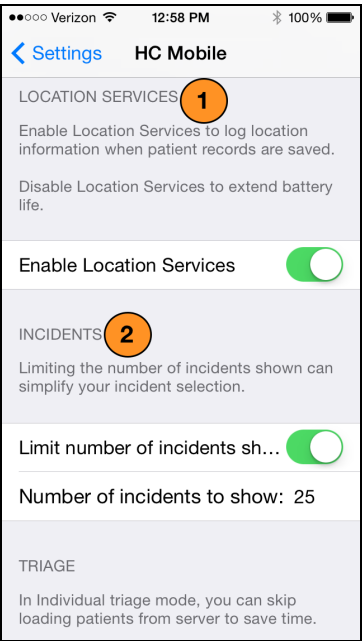 Verizon 12:58 PM 100%
Settings HC Mobile
LOCATION SERVICES 1
Enable Location Services to log location
information when patient records are saved.
Disable Location Services to extend battery
life.
Enable Location Services
INCIDENTS 2
Limiting the number of incidents shown can
simplify your incident selection.
Limit number of incidents sh...
Number of incidents to show: 25
TRIAGE
In Individual triage mode, you can skip
loading patients from server to save time.